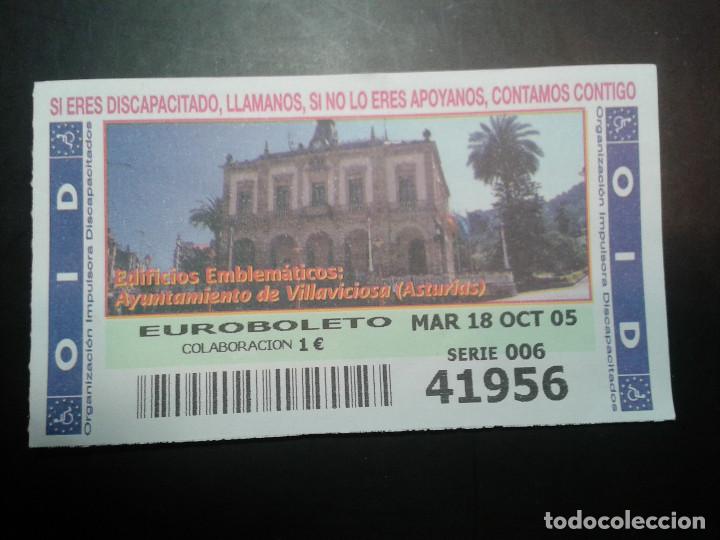 SI ERES DISCAPACITADO, LLAMANOS, SI NO LO ERES APOYANOS, CONTAMOS CONTIGO
OID
Organización Impulsora Discapacitados
Edificios Emblemáticos:
Ayuntamiento de Villaviciosa (Asturias)
EUROBOLETO MAR 18 OCT 05
COLABORACION 1 €
SERIE 006
41956
OID
Organización Impulsora Discapacitados
todocoleccion.net